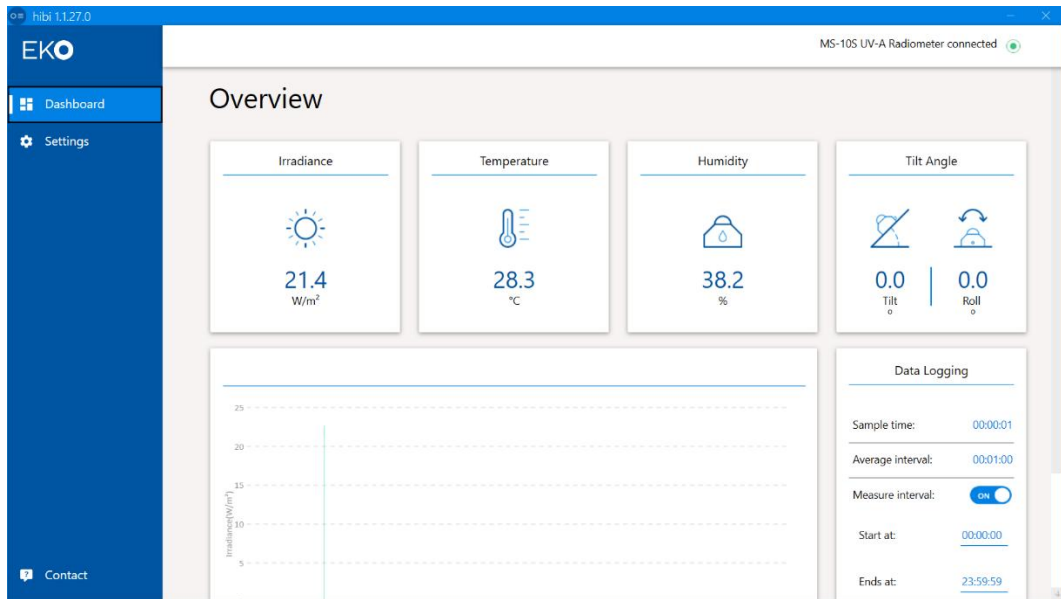 hibi 1.1.27.0
EKO
MS-10S UV-A Radiometer connected
Dashboard
Settings
Contact
Overview
Irradiance
21.4
W/m²
Temperature
28.3
°C
Humidity
38.2
%
Tilt Angle
0.0 0.0
Tilt Roll
o o
25
20
15
10
5
Irradiance(W/m²)
Data Logging
Sample time: 00:00:01
Average interval: 00:01:00
Measure interval: ON
Start at: 00:00:00
Ends at: 23:59:59